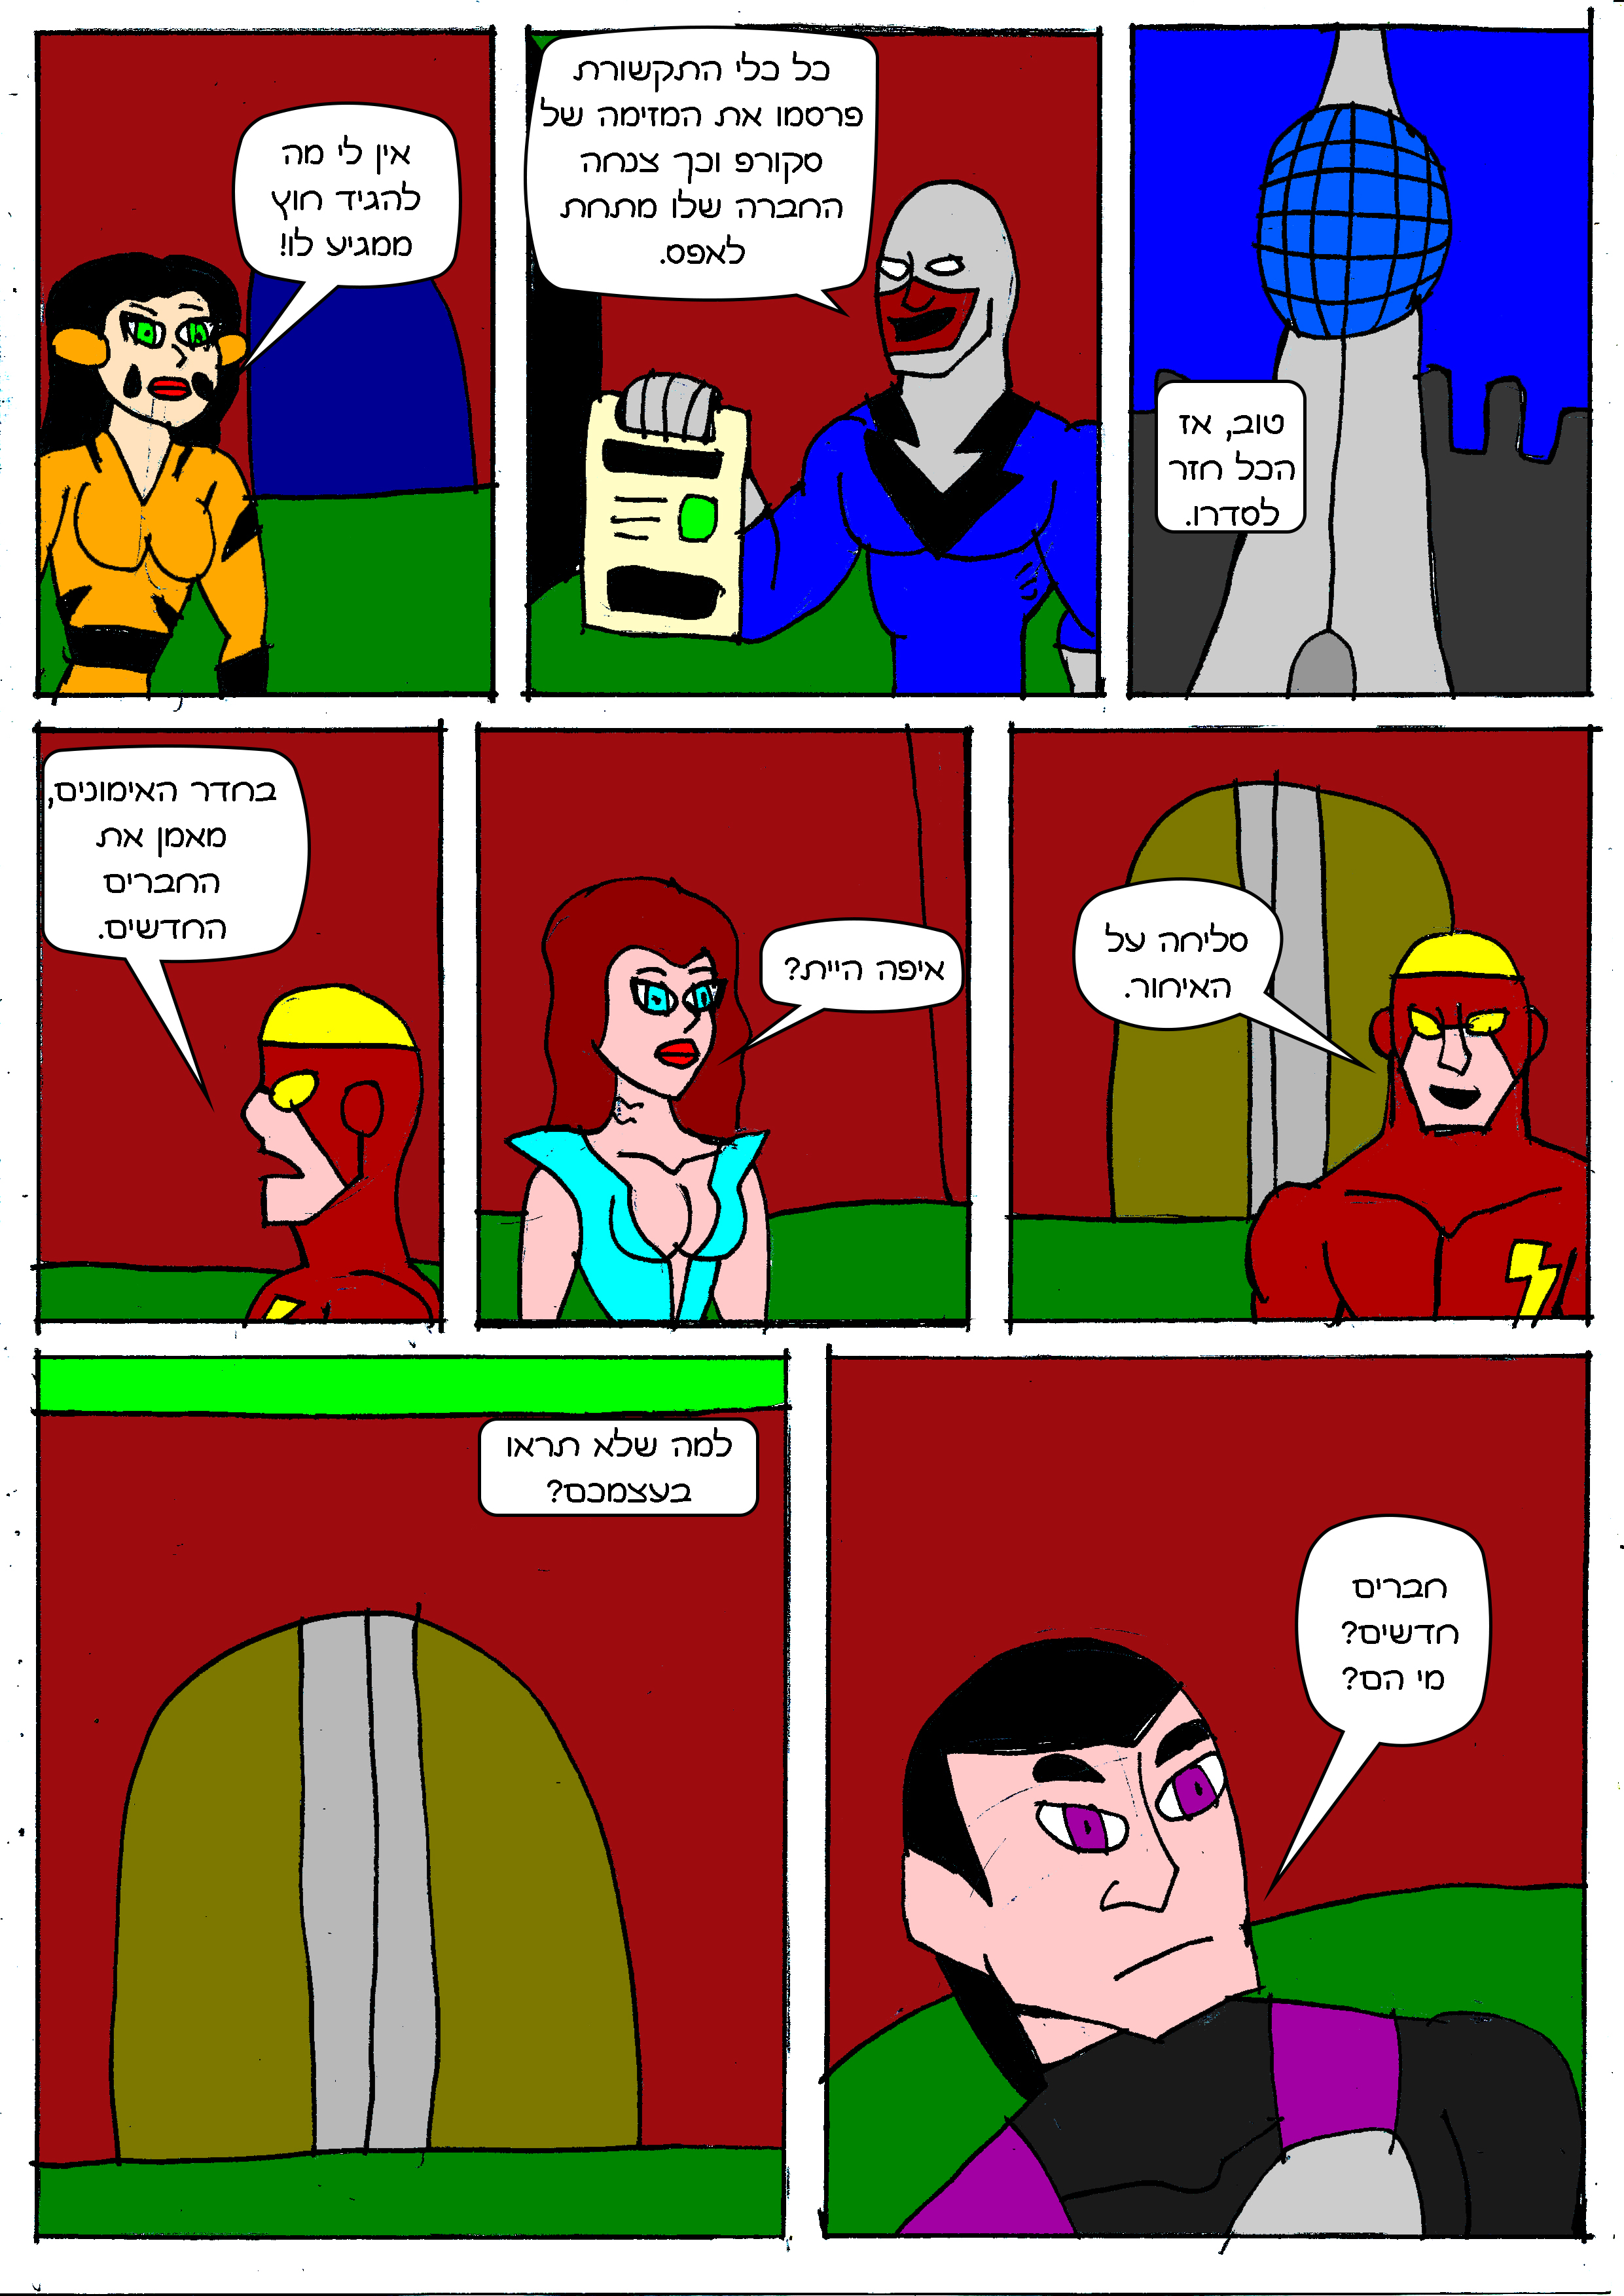 טוב, אז
הכל חזר
לסדרו.
כל כלי התקשורת
פרסמו את המזימה של
סקורפ וכך צנחה
החברה שלו מתחת
לאפס.
אין לי מה
להגיד חוץ
ממגיע לו!
סליחה על
האיחור.
איפה היית?
בחדר האימונים,
מאמן את
החברים
החדשים.
חברים
חדשים?
מי הם?
למה שלא תראו
בעצמכם?